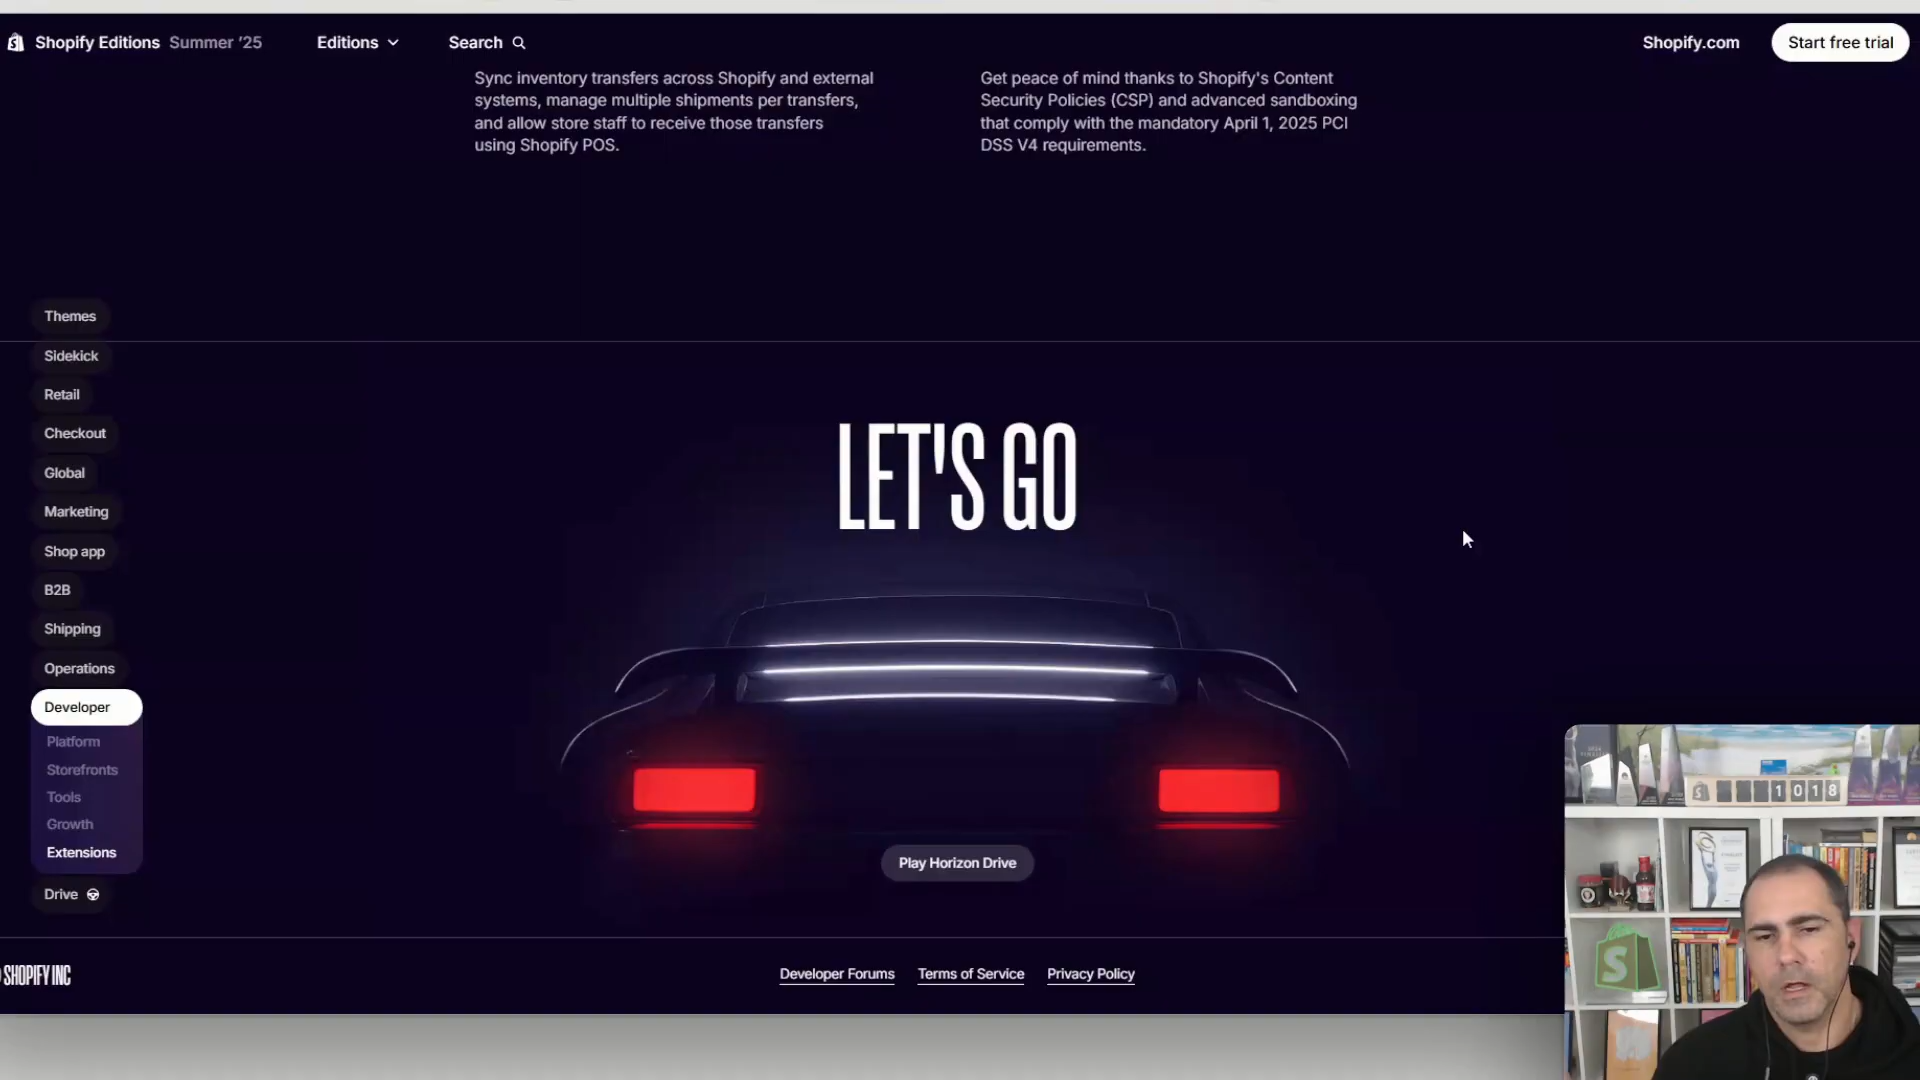 Shopify Editions Summer '25
Editions
Search
Shopify.com
Start free trial
Sync inventory transfers across Shopify and external
systems, manage multiple shipments per transfers,
and allow store staff to receive those transfers
using Shopify POS.
Get peace of mind thanks to Shopify's Content
Security Policies (CSP) and advanced sandboxing
that comply with the mandatory April 1, 2025 PCI
DSS V4 requirements.
Themes
Sidekick
Retail
Checkout
Global
Marketing
Shop app
B2B
Shipping
Operations
Developer
Platform
Storefronts
Tools
Growth
Extensions
Drive
LET'S GO
Play Horizon Drive
SHOPIFY INC
Developer Forums
Terms of Service
Privacy Policy
1018